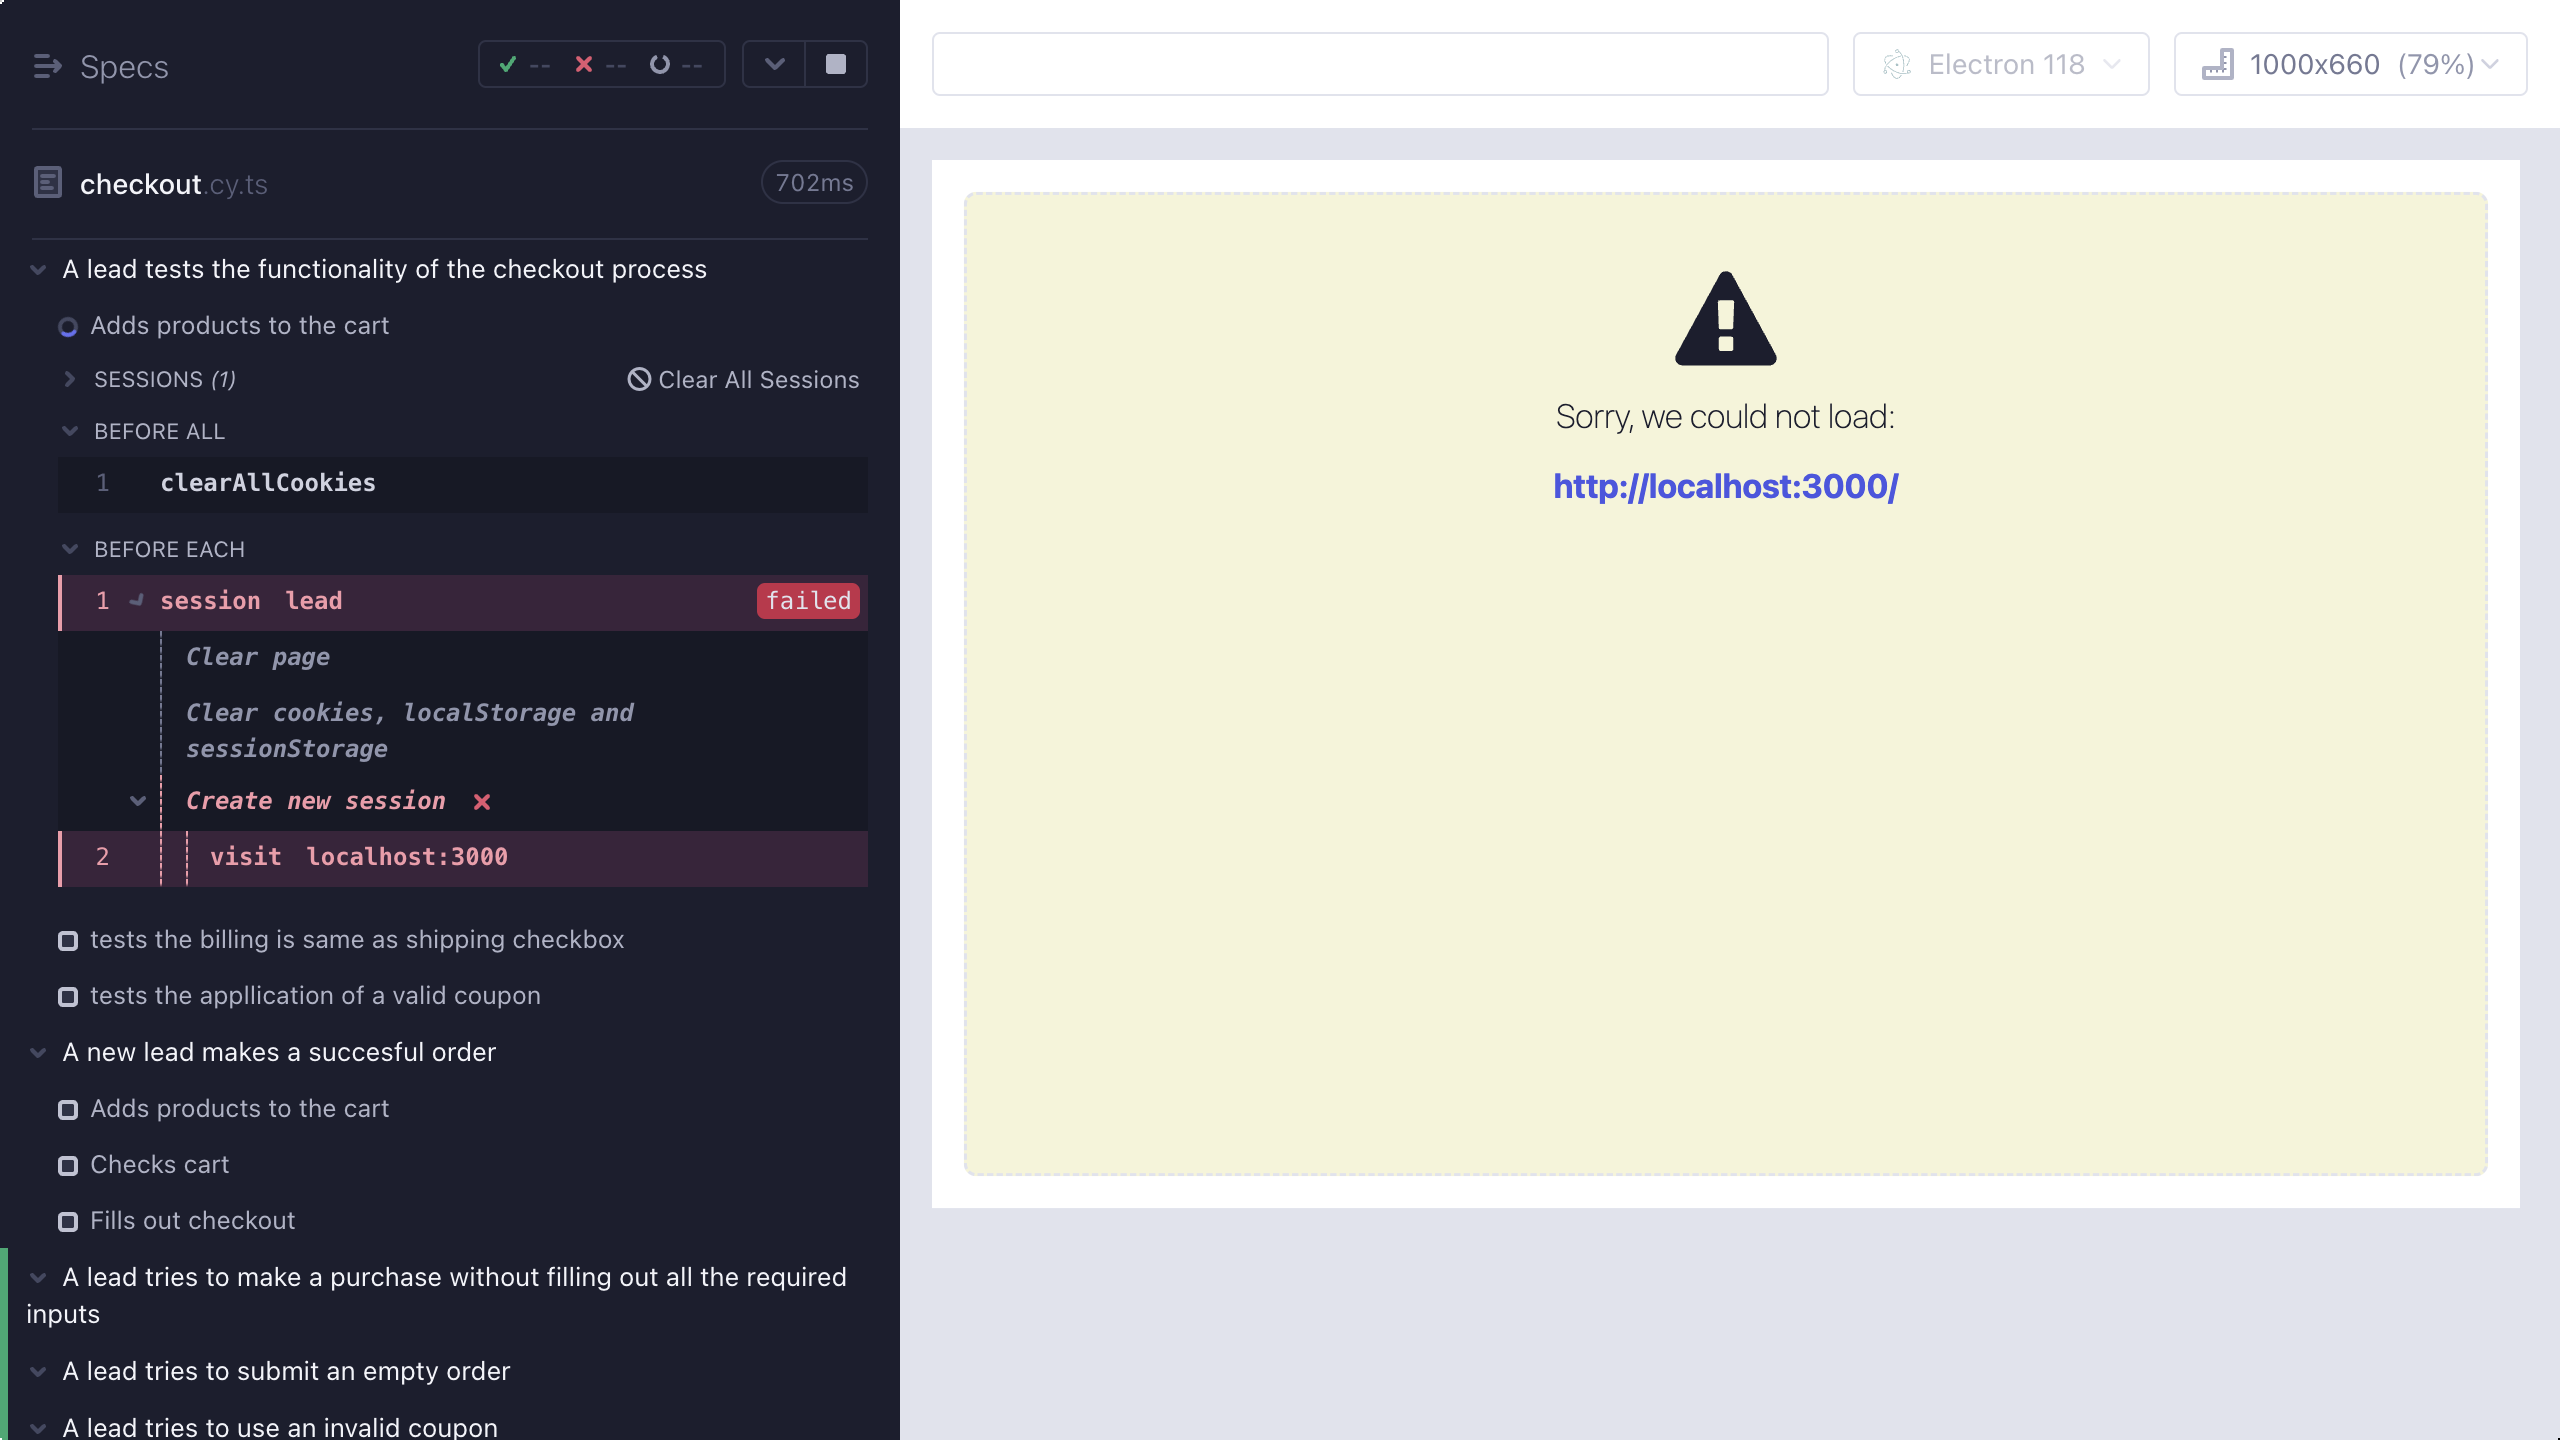 Specs
--
--
--
checkout.cy.ts
702ms
A lead tests the functionality of the checkout process
Adds products to the cart
SESSIONS (1)
Clear All Sessions
BEFORE ALL
1 clearAllCookies
BEFORE EACH
1 session lead
failed
Clear page
Clear cookies, localStorage and
sessionStorage
Create new session
2 visit localhost:3000
tests the billing is same as shipping checkbox
tests the appllication of a valid coupon
A new lead makes a succesful order
Adds products to the cart
Checks cart
Fills out checkout
A lead tries to make a purchase without filling out all the required
inputs
A lead tries to submit an empty order
A lead tries to use an invalid coupon
Electron 118
1000x660 (79%)
Sorry, we could not load:
http://localhost:3000/